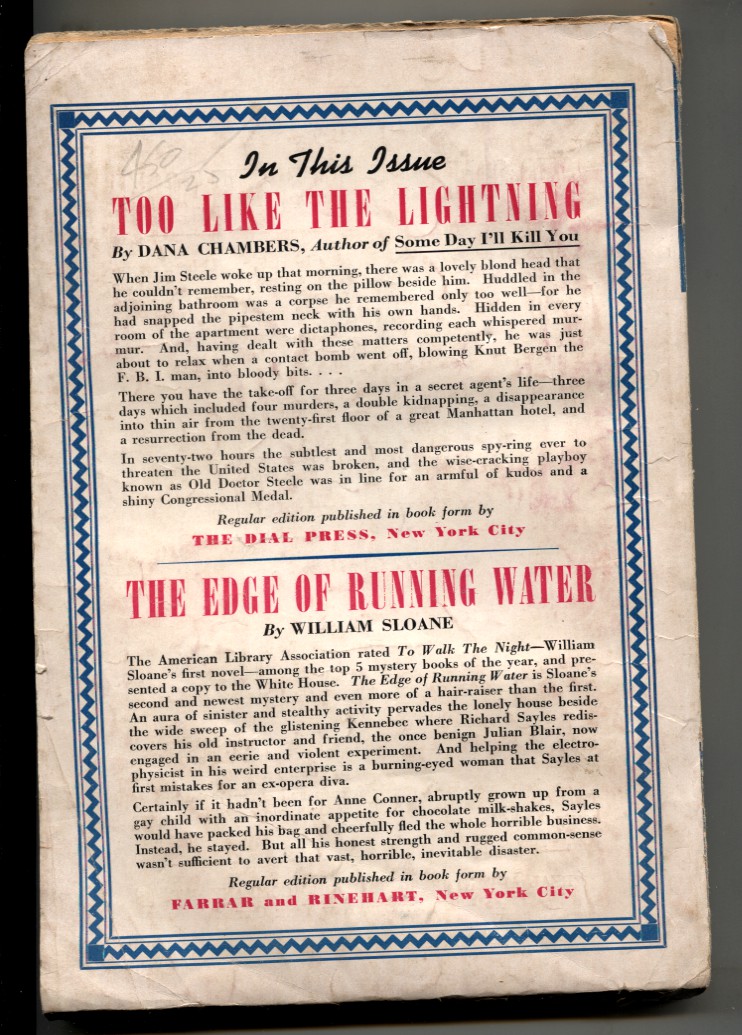 In This Issue
TOO LIKE THE LIGHTNING
By DANA CHAMBERS, Author of Some Day I'll Kill You
When Jim Steele woke up that morning, there was a lovely blond head that
he couldn't remember, resting on the pillow beside him. Huddled in the
adjoining bathroom was a corpse he remembered only too well—for he
had snapped the pipestem neck with his own hands. Hidden in every
room of the apartment were dictaphones, recording each whispered mur-
mur. And, having dealt with these matters competently, he was just
about to relax when a contact bomb went off, blowing Knut Bergen the
F. B. I. man, into bloody bits. . . .
There you have the take-off for three days in a secret agent's life—three
days which included four murders, a double kidnapping, a disappearance
into thin air from the twenty-first floor of a great Manhattan hotel, and
a resurrection from the dead.
In seventy-two hours the subtlest and most dangerous spy-ring ever to
threaten the United States was broken, and the wise-cracking playboy
known as Old Doctor Steele was in line for an armful of kudos and a
shiny Congressional Medal.
Regular edition published in book form by
THE DIAL PRESS, New York City
THE EDGE OF RUNNING WATER
By WILLIAM SLOANE
The American Library Association rated To Walk The Night—William
Sloane's first novel—among the top 5 mystery books of the year, and pre-
sented a copy to the White House. The Edge of Running Water is Sloane's
second and newest mystery and even more of a hair-raiser than the first.
An aura of sinister and stealthy activity pervades the lonely house beside
the wide sweep of the glistening Kennebec where Richard Sayles redis-
covers his old instructor and friend, the once benign Julian Blair, now
engaged in an eerie and violent experiment. And helping the electro-
physicist in his weird enterprise is a burning-eyed woman that Sayles at
first mistakes for an ex-opera diva.
Certainly if it hadn't been for Anne Conner, abruptly grown up from a
gay child with an inordinate appetite for chocolate milk-shakes, Sayles
would have packed his bag and cheerfully fled the whole horrible business.
Instead, he stayed. But all his honest strength and rugged common-sense
wasn't sufficient to avert that vast, horrible, inevitable disaster.
Regular edition published in book form by
FARRAR and RINEHART, New York City